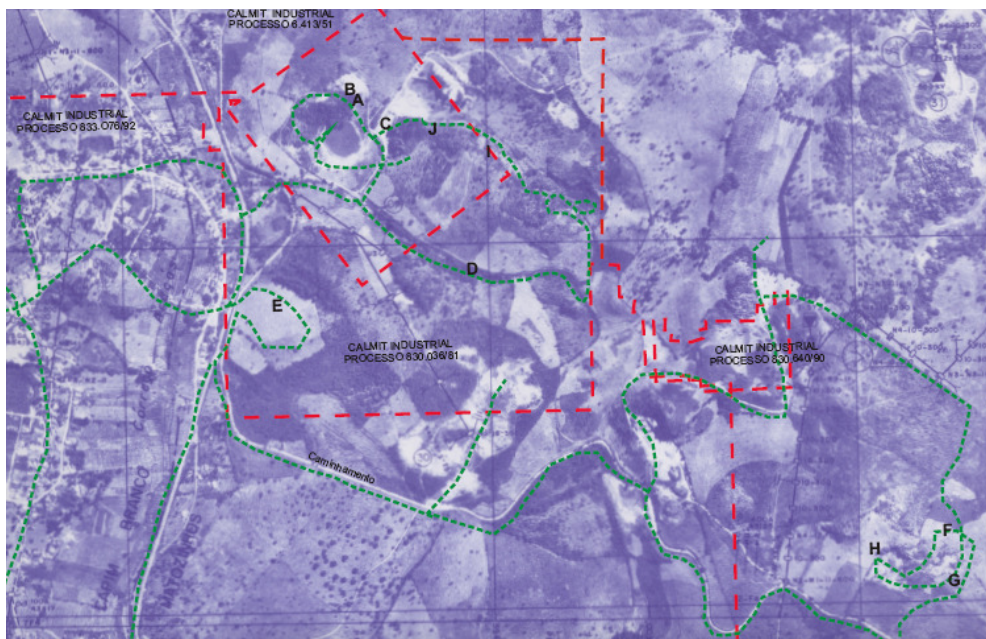 CALMIT INDUSTRIAL
PROCESSO 6.413/51
CALMIT INDUSTRIAL
PROCESSO 833.076/92
B
A
C
J
I
D
E
CALMIT INDUSTRIAL
PROCESSO 830.036/81
CALMIT INDUSTRIAL
PROCESSO 830.640/90
Caminhamento
F
H
G
BRANCO